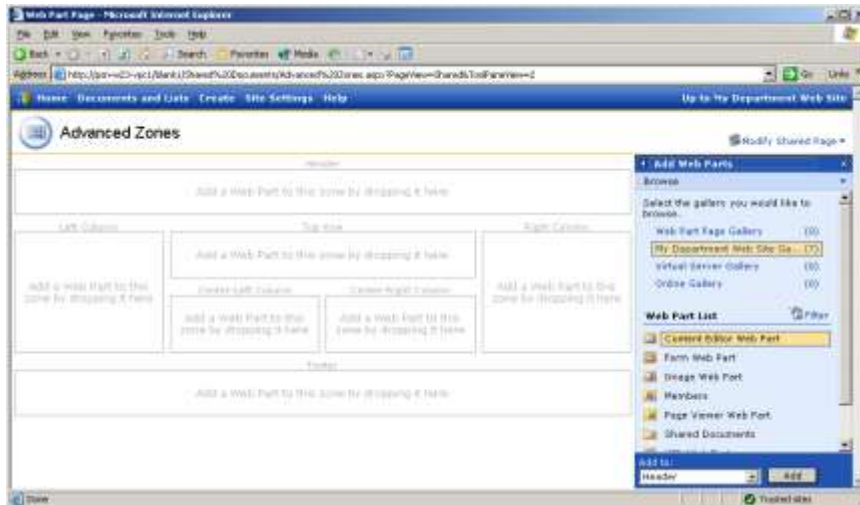 Web Part Page - Microsoft Internet Explorer
File Edit View Favorites Tools Help
Back Search Favorites Media
Address
Go Links
Home Documents and Lists Create Site Settings Help
Up to My Department Web Site
Advanced Zones
Modify Shared Page
Header
Add a Web Part to this zone by dropping it here
Left Column
Top Row
Right Column
Add a Web Part to this zone by dropping it here
Add a Web Part to this
zone by dropping it here
Center-Left Column
Center-Right Column
Add a Web Part to this
zone by dropping it here
Add a Web Part to this
zone by dropping it here
Add a Web Part to this
zone by dropping it here
Footer
Add a Web Part to this zone by dropping it here
Add Web Parts
Browse
Select the gallery you would like to
browse.
Web Part Page Gallery (0)
My Department Web Site Ga... (7)
Virtual Server Gallery (0)
Online Gallery (0)
Web Part List Filter
Content Editor Web Part
Form Web Part
Image Web Part
Members
Page Viewer Web Part
Shared Documents
Add to:
Header Add
Done
Trusted sites